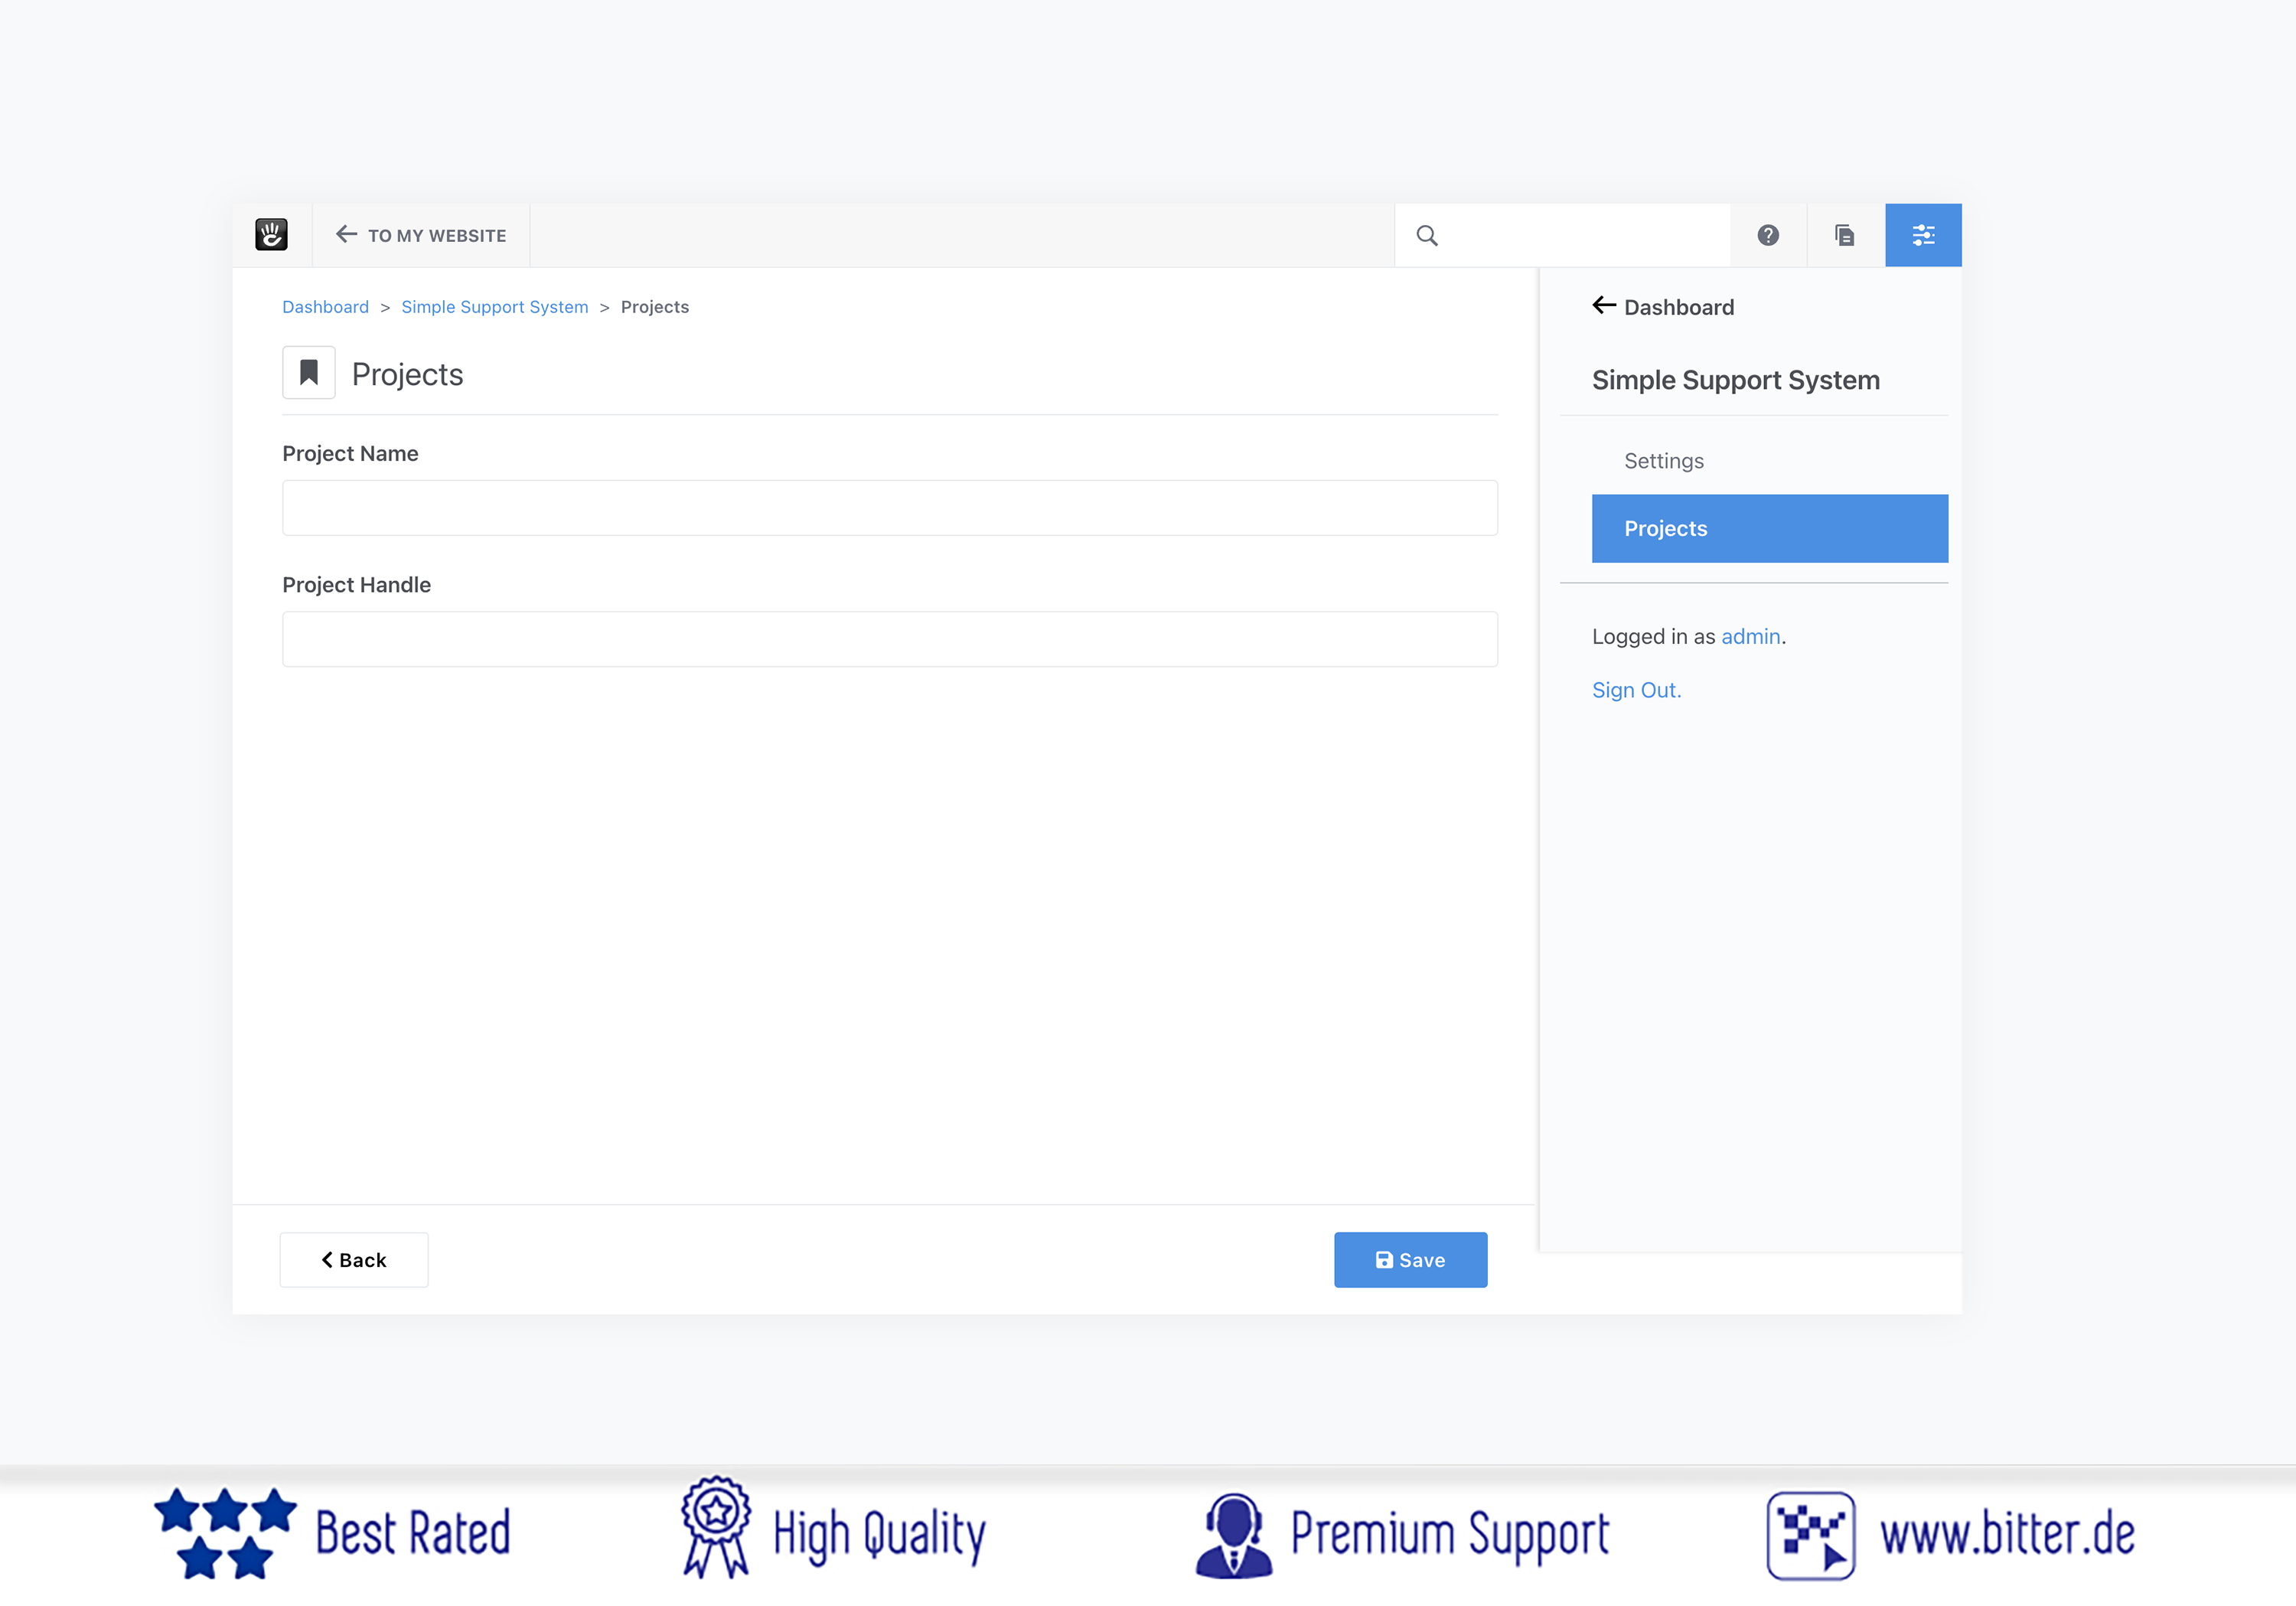 TO MY WEBSITE
Dashboard > Simple Support System > Projects
Projects
Project Name
Project Handle
Back
Save
Dashboard
Simple Support System
Settings
Projects
Logged in as admin.
Sign Out.
Best Rated
High Quality
Premium Support
www.bitter.de